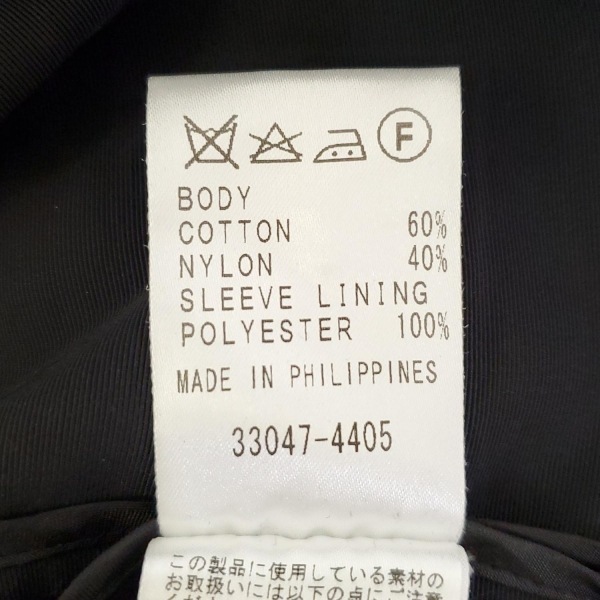 F
BODY
COTTON 60%
NYLON 40%
SLEEVE LINING
POLYESTER 100%
MADE IN PHILIPPINES
33047-4405
この製品に使用している素材の
お取扱いには以下の点にご注意